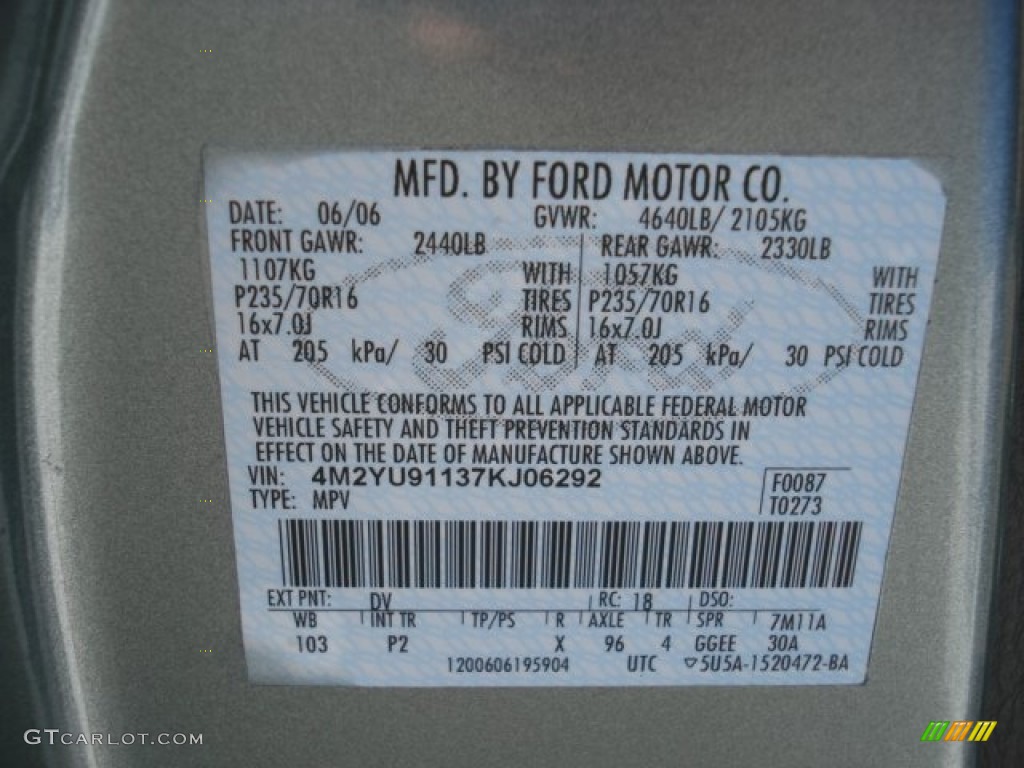 MFD. BY FORD MOTOR CO.
DATE: 06/06 GVWR: 4640LB/ 2105KG
FRONT GAWR: 2440LB REAR GAWR: 2330LB
1107KG WITH 1057KG WITH
P235/70R16 TIRES P235/70R16 TIRES
16x7.0J RIMS 16x7.0J RIMS
AT 205 kPa/ 30 PSI COLD AT 205 kPa/ 30 PSI COLD
THIS VEHICLE CONFORMS TO ALL APPLICABLE FEDERAL MOTOR
VEHICLE SAFETY AND THEFT PREVENTION STANDARDS IN
EFFECT ON THE DATE OF MANUFACTURE SHOWN ABOVE.
VIN: 4M2YU91137KJ06292 F0087
TYPE: MPV T0273
EXT PNT: DV RC: 18 DSO:
WB INT TR TP/PS R AXLE TR SPR 7M11A
103 P2 X 96 4 GGEE 30A
1200606195904 UTC 5U5A-1520472-BA
Ford
GTCARLOT.COM